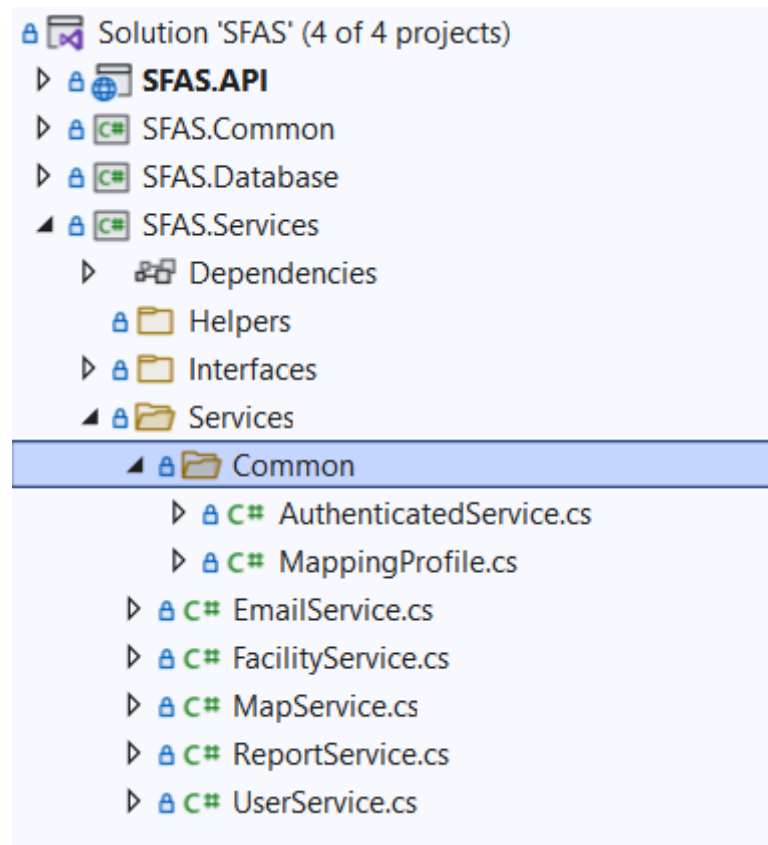 Solution 'SFAS' (4 of 4 projects)
SFAS.API
C# SFAS.Common
C# SFAS.Database
C# SFAS.Services
Dependencies
Helpers
Interfaces
Services
Common
C# AuthenticatedService.cs
C# MappingProfile.cs
C# EmailService.cs
C# FacilityService.cs
C# MapService.cs
C# ReportService.cs
C# UserService.cs